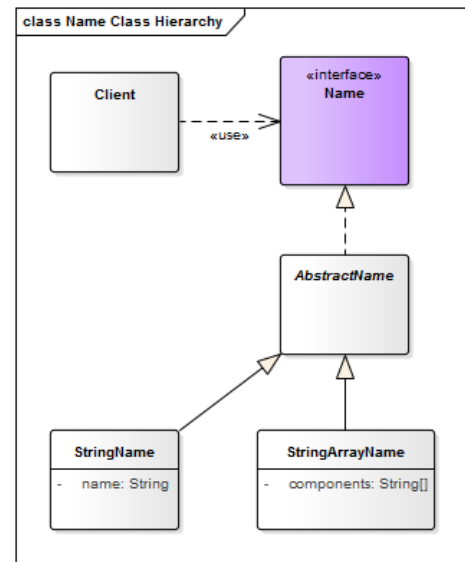 class Name Class Hierarchy
Client
«interface»
Name
«use»
AbstractName
StringName
- name: String
StringArrayName
- components: String[]